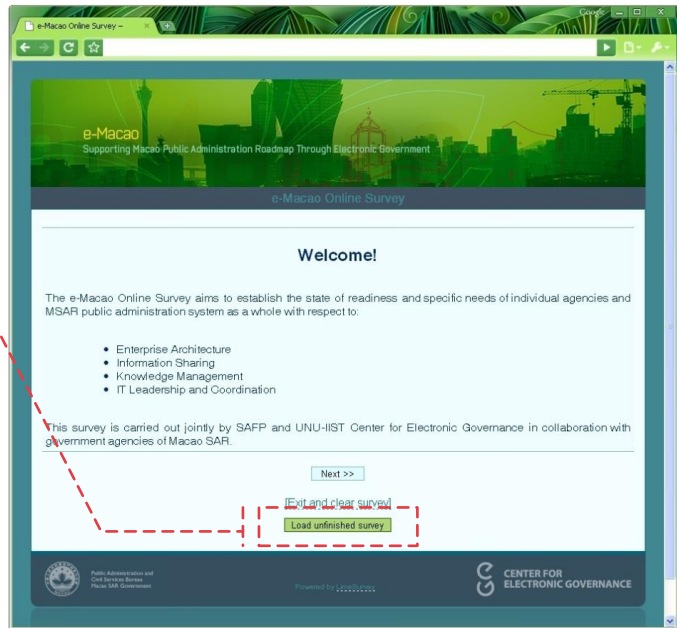 Google
e-Macao Online Survey –
e-Macao
Supporting Macao Public Administration Roadmap Through Electronic Government
e-Macao Online Survey
Welcome!
The e-Macao Online Survey aims to establish the state of readiness and specific needs of individual agencies and
MSAR public administration system as a whole with respect to:
• Enterprise Architecture
• Information Sharing
• Knowledge Management
• IT Leadership and Coordination
This survey is carried out jointly by SAFP and UNU-IIST Center for Electronic Governance in collaboration with
government agencies of Macao SAR.
Next >>
[Exit and clear survey]
Load unfinished survey
Public Administration and
Civil Services Bureau
Macao SAR Government
Powered by LimeSurvey
CENTER FOR
ELECTRONIC GOVERNANCE